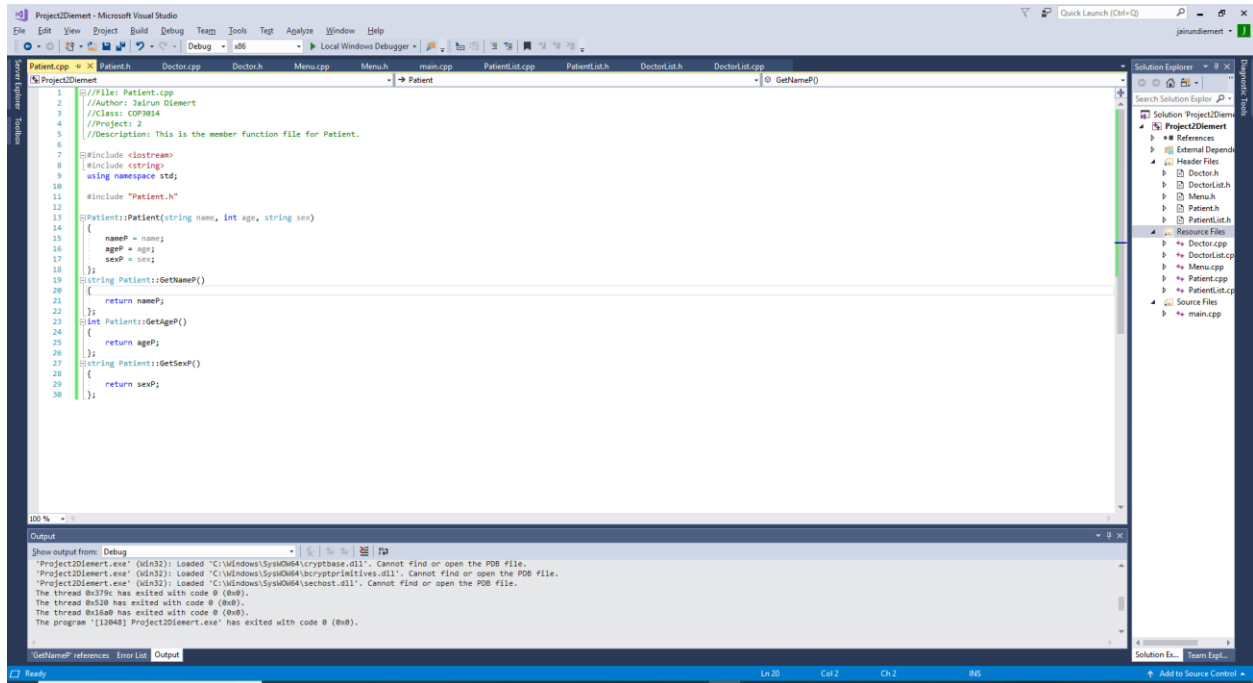 Project2Diemert - Microsoft Visual Studio
Quick Launch (Ctrl+Q)
File Edit View Project Build Debug Team Tools Test Analyze Window Help
jairundiemert J
Debug x86 Local Windows Debugger
Server Explorer
Toolbox
Patient.cpp Patient.h Doctor.cpp Doctor.h Menu.cpp Menu.h main.cpp PatientList.cpp PatientList.h DoctorList.h DoctorList.cpp
Project2Diemert Patient GetNameP()
1 //File: Patient.cpp
2 //Author: Jairun Diemert
3 //Class: COP3014
4 //Project: 2
5 //Description: This is the member function file for Patient.
6
7 #include <iostream>
8 #include <string>
9 using namespace std;
10
11 #include "Patient.h"
12
13 Patient::Patient(string name, int age, string sex)
14 {
15 nameP = name;
16 ageP = age;
17 sexP = sex;
18 };
19 string Patient::GetNameP()
20 {
21 return nameP;
22 };
23 int Patient::GetAgeP()
24 {
25 return ageP;
26 };
27 string Patient::GetSexP()
28 {
29 return sexP;
30 };
100 %
Output
Show output from: Debug
'Project2Diemert.exe' (Win32): Loaded 'C:\Windows\SysWOW64\cryptbase.dll'. Cannot find or open the PDB file.
'Project2Diemert.exe' (Win32): Loaded 'C:\Windows\SysWOW64\bcryptprimitives.dll'. Cannot find or open the PDB file.
'Project2Diemert.exe' (Win32): Loaded 'C:\Windows\SysWOW64\sechost.dll'. Cannot find or open the PDB file.
The thread 0x379c has exited with code 0 (0x0).
The thread 0x520 has exited with code 0 (0x0).
The thread 0x16a0 has exited with code 0 (0x0).
The program '[12048] Project2Diemert.exe' has exited with code 0 (0x0).
'GetNameP' references Error List Output
Solution Explorer
Search Solution Explor
Solution 'Project2Dieme
Project2Diemert
References
External Depende
Header Files
Doctor.h
DoctorList.h
Menu.h
Patient.h
PatientList.h
Resource Files
Doctor.cpp
DoctorList.cp
Menu.cpp
Patient.cpp
PatientList.cp
Source Files
main.cpp
Solution Ex... Team Expl...
Diagnostic Tools
Ready Ln 20 Col 2 Ch 2 INS Add to Source Control